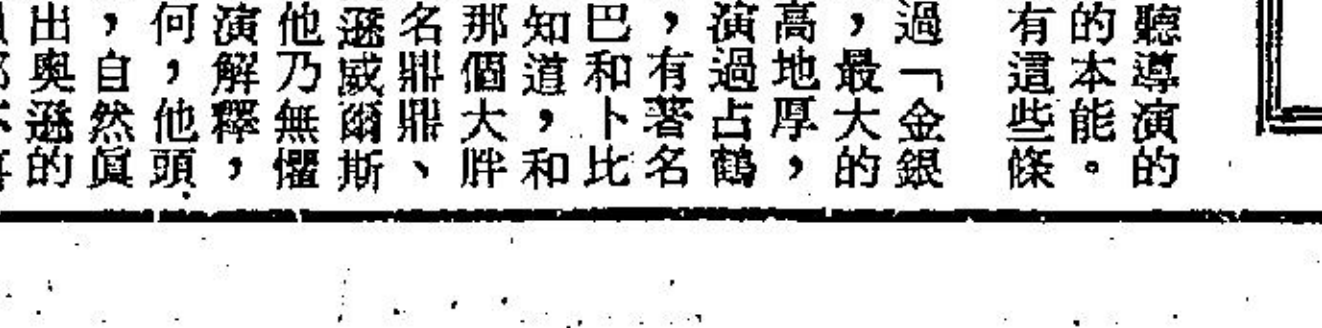 聽導演的
的本能。
有這些條
過「金銀
，最大的
高地厚，
演過占鶴
，有著名
巴和卜比
知道，和
那個大胖
名鼎鼎、
遜威爾斯
他乃無懼
演解釋，
何，他頭
，自然眞
出奧遜的